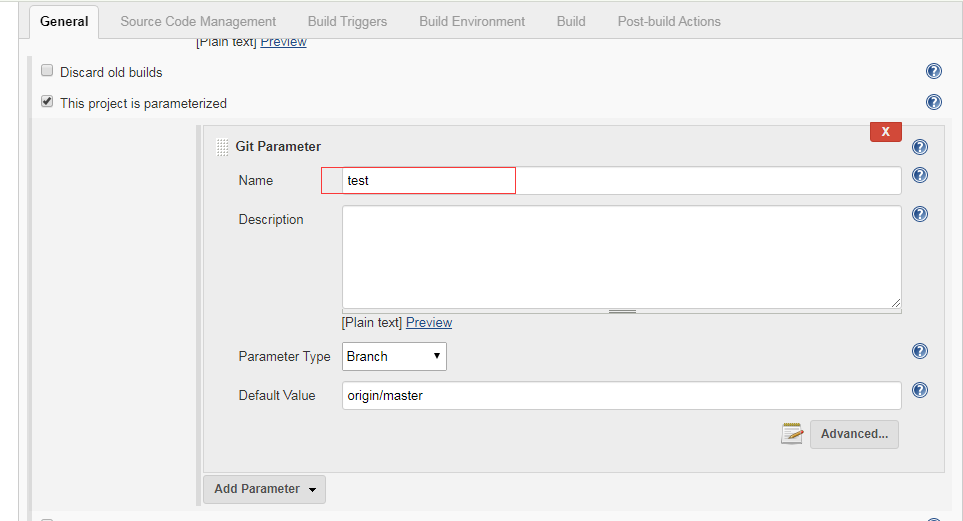 General Source Code Management Build Triggers Build Environment Build Post-build Actions
[Plain text] Preview
Discard old builds
This project is parameterized
X
Git Parameter
Name test
Description
[Plain text] Preview
Parameter Type Branch
Default Value origin/master
Advanced...
Add Parameter